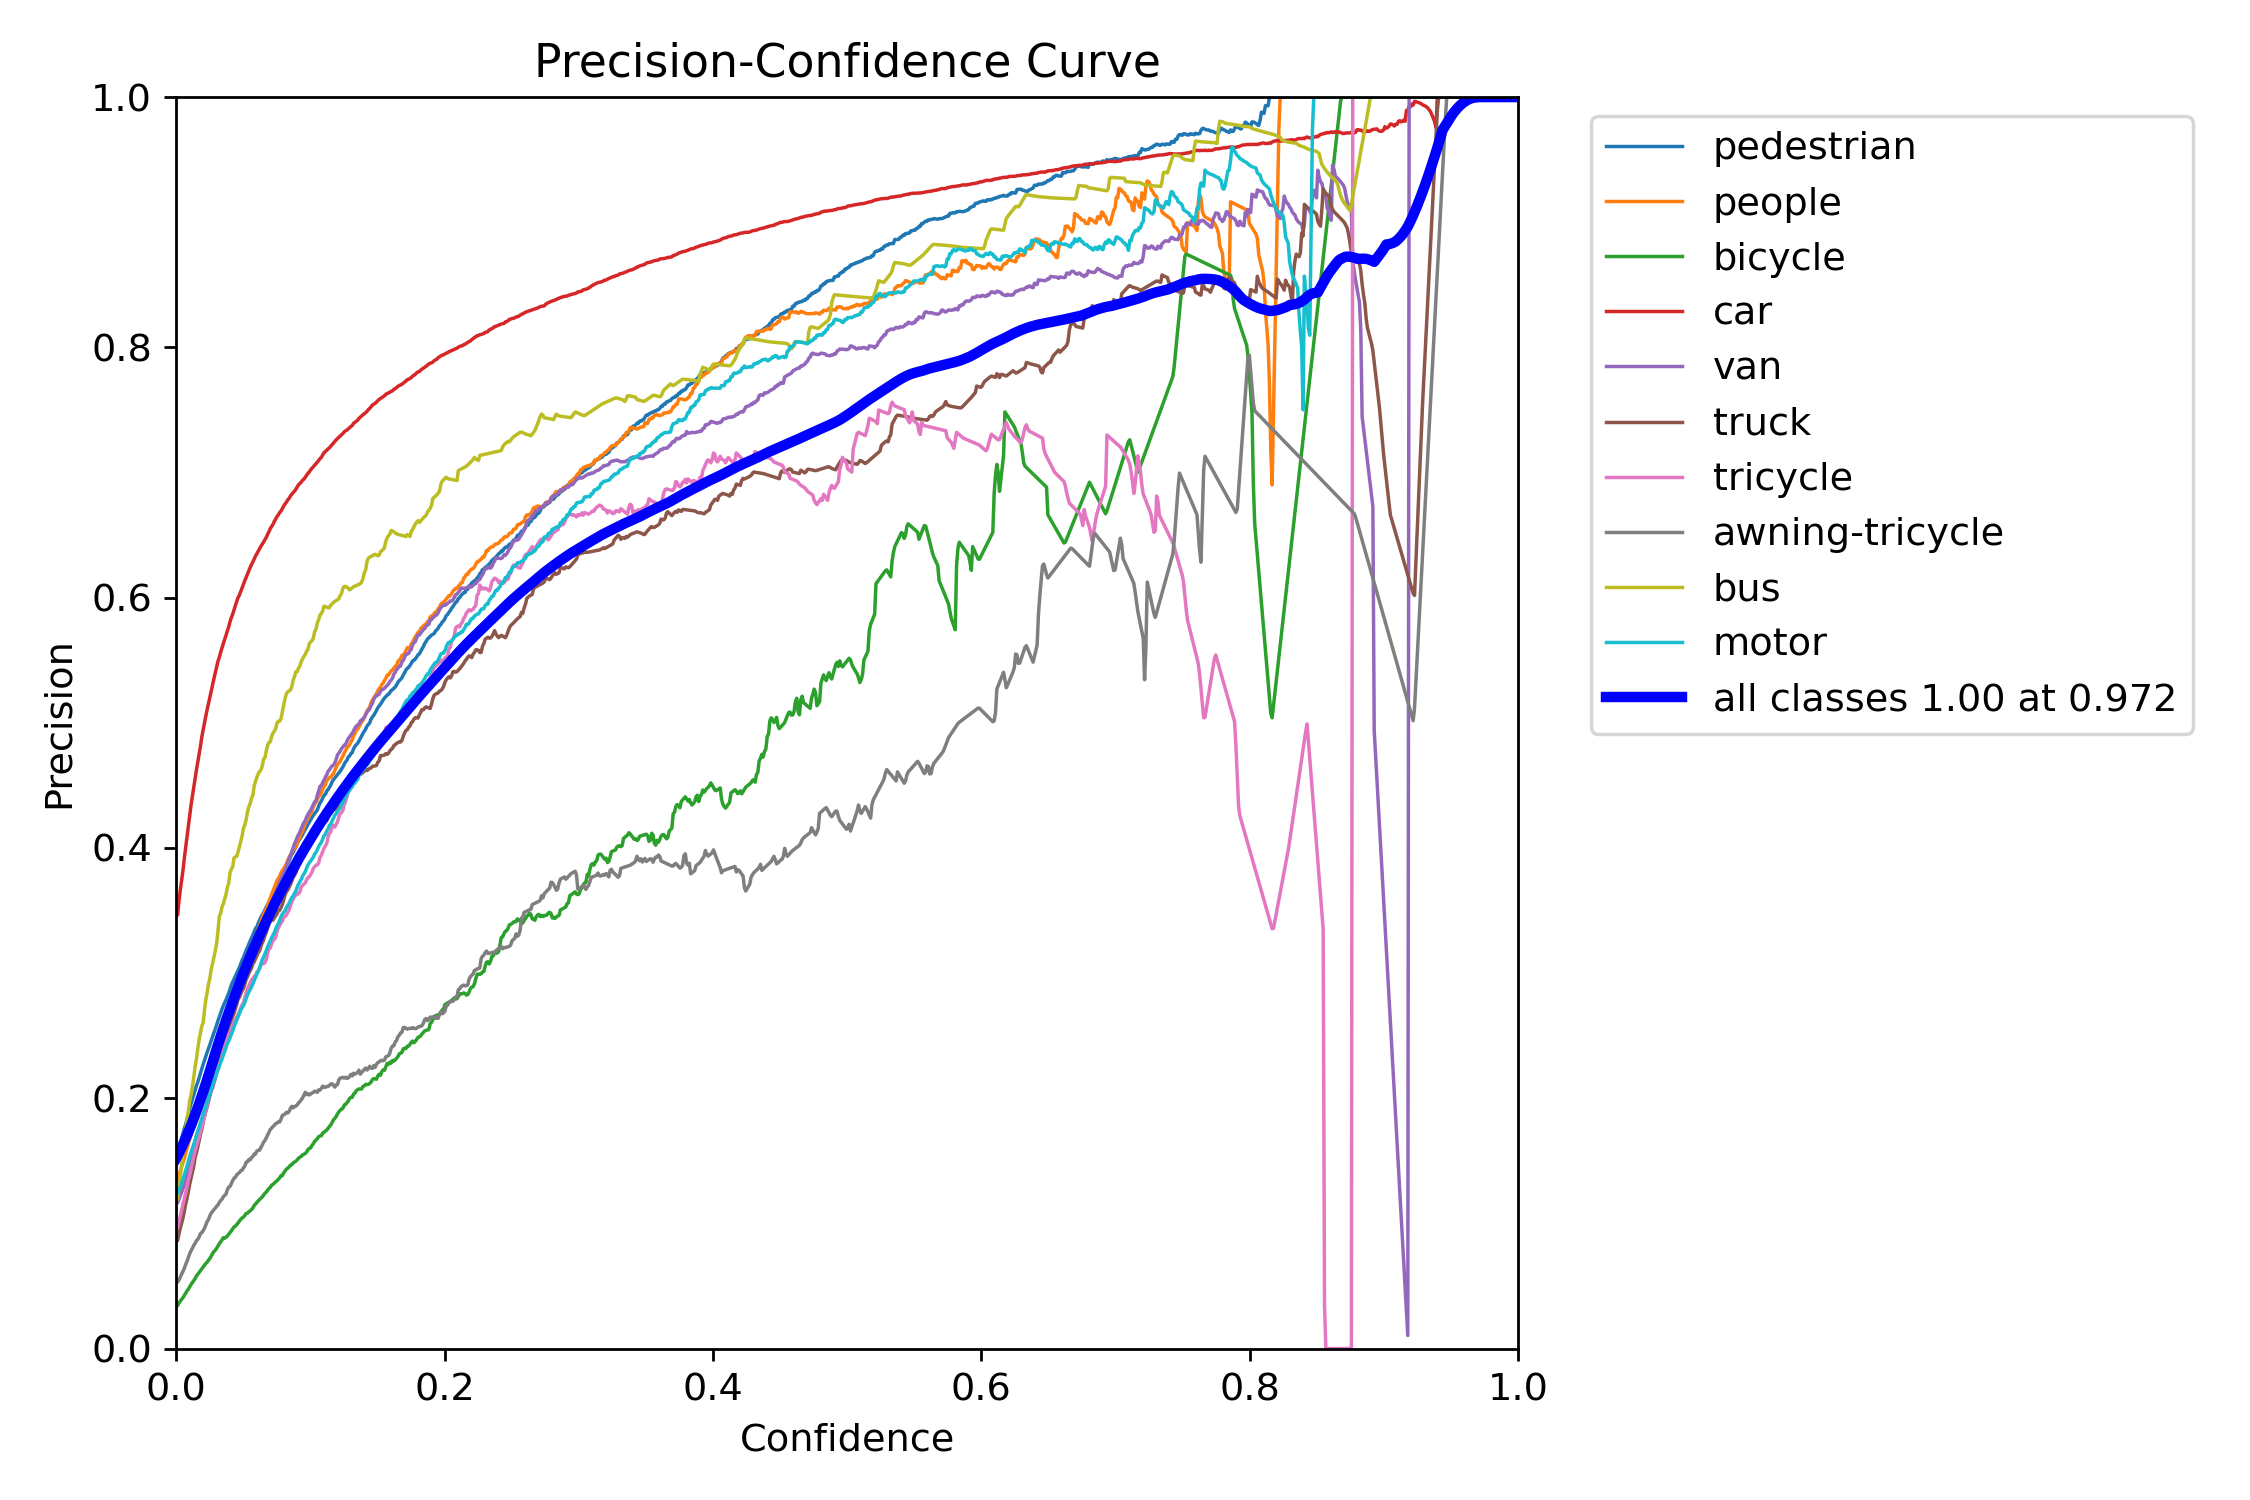 Precision-Confidence Curve
1.0
0.8
0.6
0.4
0.2
0.0
Precision
0.0 0.2 0.4 0.6 0.8 1.0
Confidence
pedestrian
people
bicycle
car
van
truck
tricycle
awning-tricycle
bus
motor
all classes 1.00 at 0.972